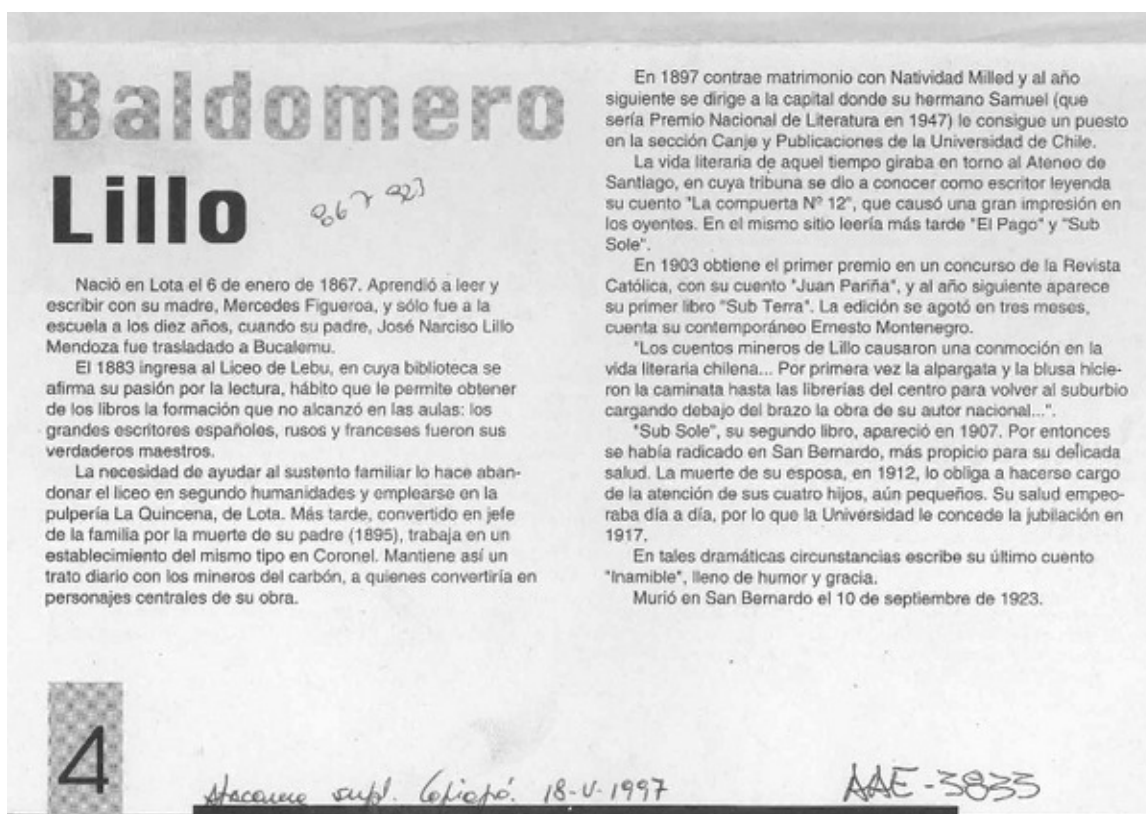 Baldomero
Lillo
867 923
Nació en Lota el 6 de enero de 1867. Aprendió a leer y
escribir con su madre, Mercedes Figueroa, y sólo fue a la
escuela a los diez años, cuando su padre, José Narciso Lillo
Mendoza fue trasladado a Bucalemu.
El 1883 ingresa al Liceo de Lebu, en cuya biblioteca se
afirma su pasión por la lectura, hábito que le permite obtener
de los libros la formación que no alcanzó en las aulas: los
grandes escritores españoles, rusos y franceses fueron sus
verdaderos maestros.
La necesidad de ayudar al sustento familiar lo hace aban-
donar el liceo en segundo humanidades y emplearse en la
pulpería La Quincena, de Lota. Más tarde, convertido en jefe
de la familia por la muerte de su padre (1895), trabaja en un
establecimiento del mismo tipo en Coronel. Mantiene así un
trato diario con los mineros del carbón, a quienes convertiría en
personajes centrales de su obra.
En 1897 contrae matrimonio con Natividad Milled y al año
siguiente se dirige a la capital donde su hermano Samuel (que
sería Premio Nacional de Literatura en 1947) le consigue un puesto
en la sección Canje y Publicaciones de la Universidad de Chile.
La vida literaria de aquel tiempo giraba en torno al Ateneo de
Santiago, en cuya tribuna se dio a conocer como escritor leyenda
su cuento "La compuerta Nº 12", que causó una gran impresión en
los oyentes. En el mismo sitio leería más tarde "El Pago" y "Sub
Sole".
En 1903 obtiene el primer premio en un concurso de la Revista
Católica, con su cuento "Juan Pariña", y al año siguiente aparece
su primer libro "Sub Terra". La edición se agotó en tres meses,
cuenta su contemporáneo Ernesto Montenegro.
"Los cuentos mineros de Lillo causaron una conmoción en la
vida literaria chilena... Por primera vez la alpargata y la blusa hicie-
ron la caminata hasta las librerías del centro para volver al suburbio
cargando debajo del brazo la obra de su autor nacional...".
"Sub Sole", su segundo libro, apareció en 1907. Por entonces
se había radicado en San Bernardo, más propicio para su delicada
salud. La muerte de su esposa, en 1912, lo obliga a hacerse cargo
de la atención de sus cuatro hijos, aún pequeños. Su salud empeo-
raba día a día, por lo que la Universidad le concede la jubilación en
1917.
En tales dramáticas circunstancias escribe su último cuento
"Inamible", lleno de humor y gracia.
Murió en San Bernardo el 10 de septiembre de 1923.
4
Atacama supl. Copiapó. 18-V-1997
AAE-3833